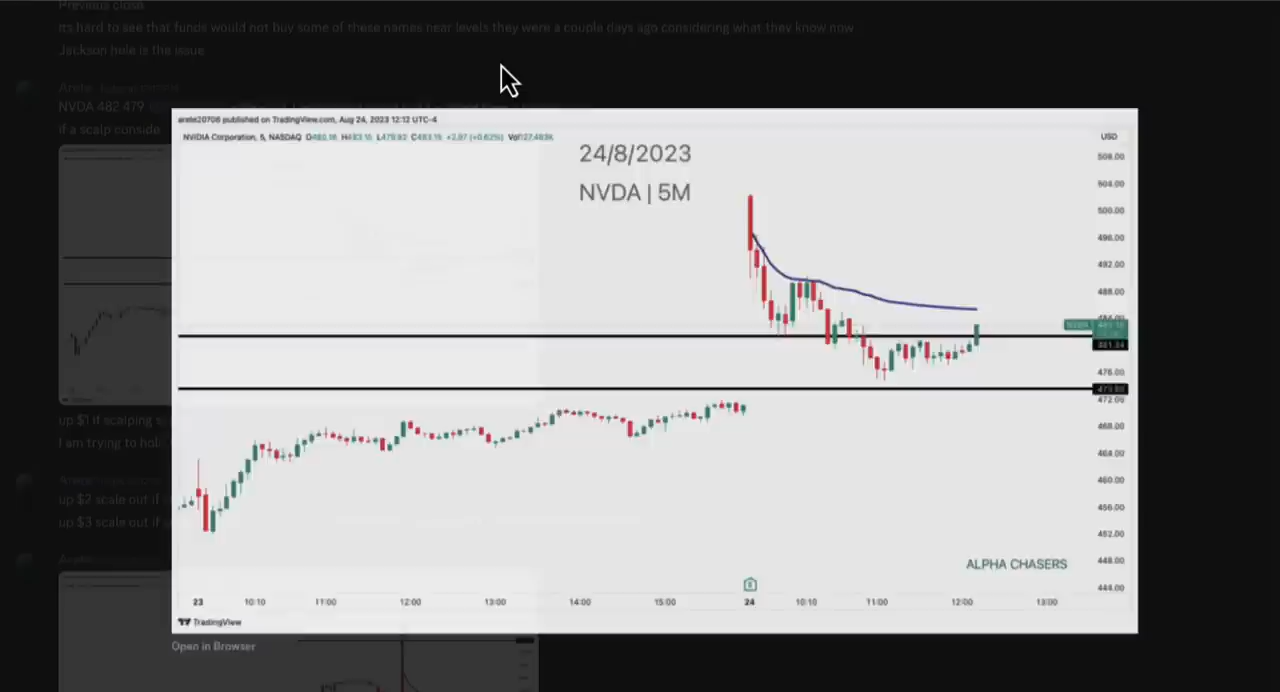 Previous close
its hard to see that funds would not buy some of these names near levels they were a couple days ago considering what they know now
Jackson hole is the issue
Arete
NVDA 482 479
if a scalp conside
arete20706 published on TradingView.com, Aug 24, 2023 12:12 UTC-4
NVIDIA Corporation, 5, NASDAQ
USD
24/8/2023
NVDA | 5M
508.00
504.00
500.00
496.00
492.00
488.00
NVDA
476.00
472.00
468.00
464.00
460.00
456.00
452.00
448.00
444.00
up $1 if scalping
I am trying to hol
Arete
up $2 scale out if
up $3 scale out if
Arete
ALPHA CHASERS
23 10:10 11:00 12:00 13:00 14:00 15:00 24 10:10 11:00 12:00 13:00
TradingView
Open in Browser